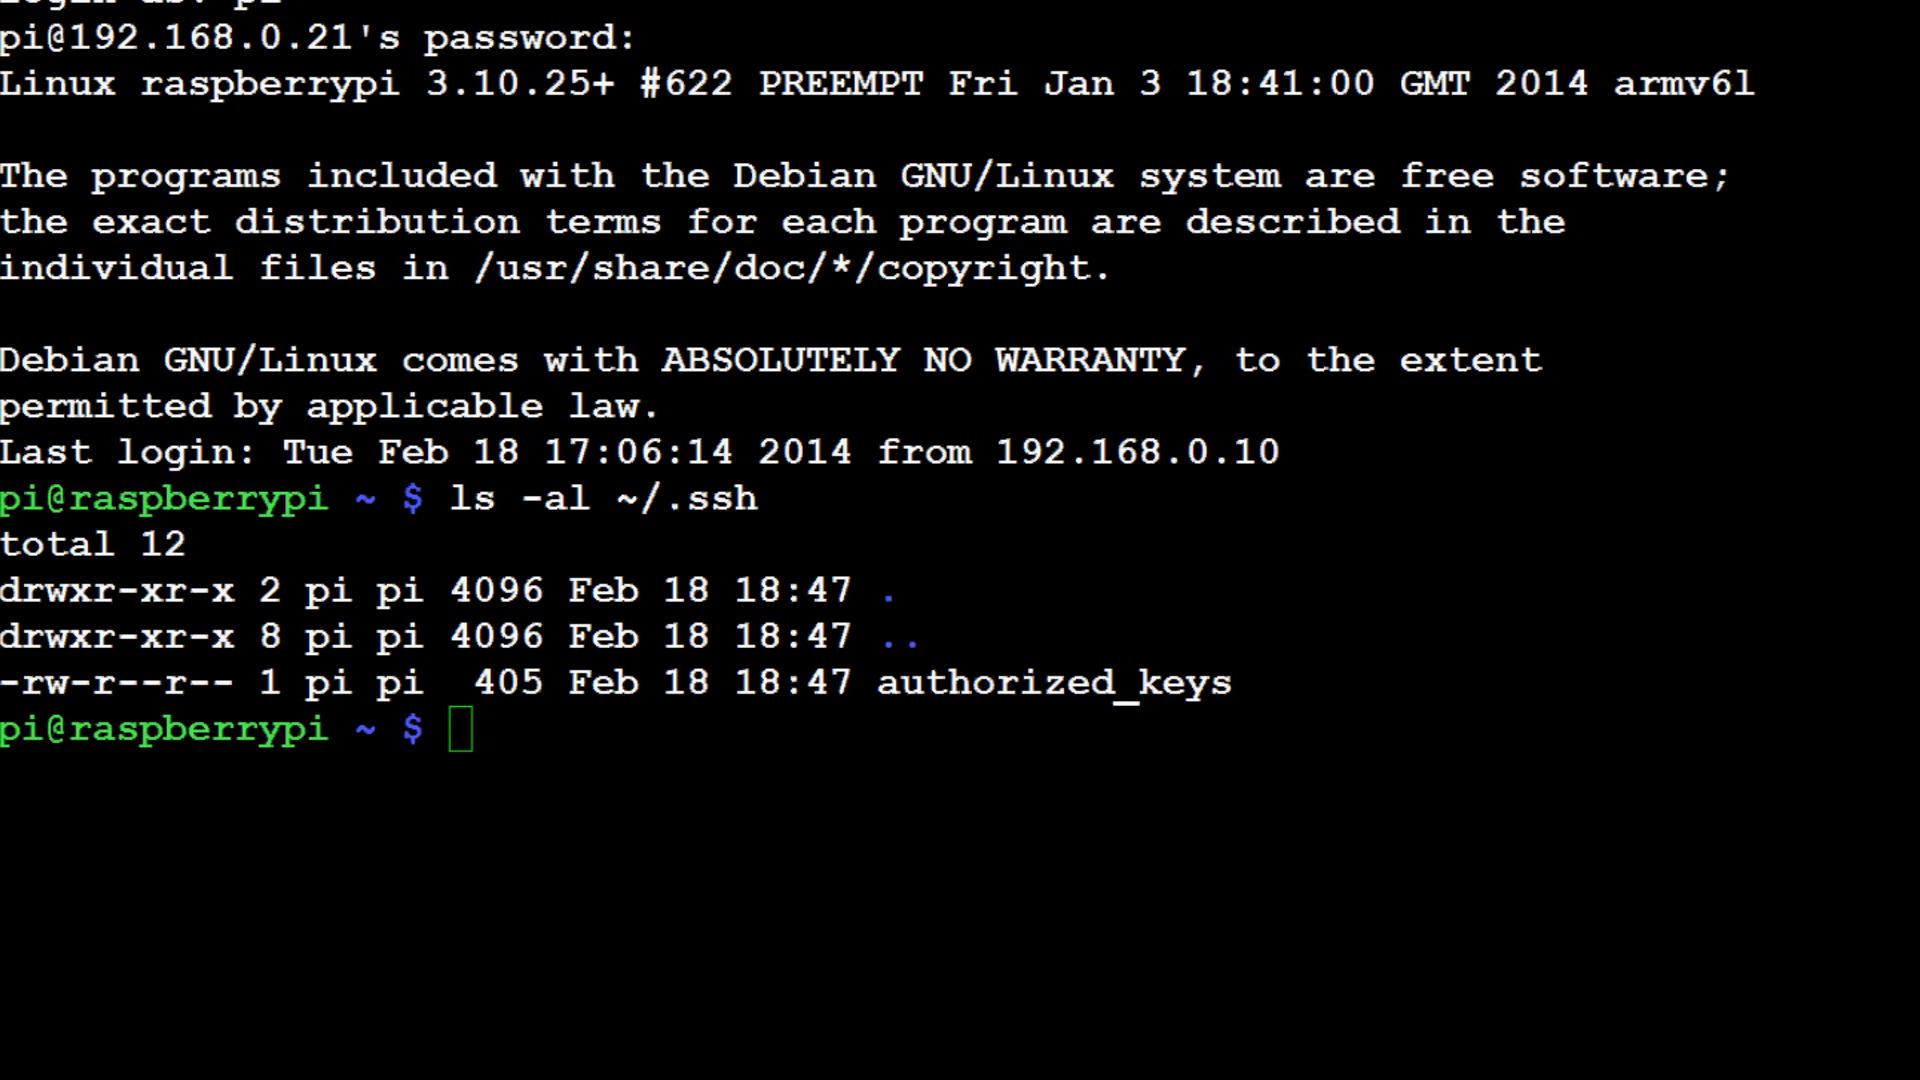 login as: pi
pi@192.168.0.21's password:
Linux raspberrypi 3.10.25+ #622 PREEMPT Fri Jan 3 18:41:00 GMT 2014 armv6l
The programs included with the Debian GNU/Linux system are free software;
the exact distribution terms for each program are described in the
individual files in /usr/share/doc/*/copyright.
Debian GNU/Linux comes with ABSOLUTELY NO WARRANTY, to the extent
permitted by applicable law.
Last login: Tue Feb 18 17:06:14 2014 from 192.168.0.10
pi@raspberrypi ~ $ ls -al ~/.ssh
total 12
drwxr-xr-x 2 pi pi 4096 Feb 18 18:47 .
drwxr-xr-x 8 pi pi 4096 Feb 18 18:47 ..
-rw-r--r-- 1 pi pi  405 Feb 18 18:47 authorized_keys
pi@raspberrypi ~ $